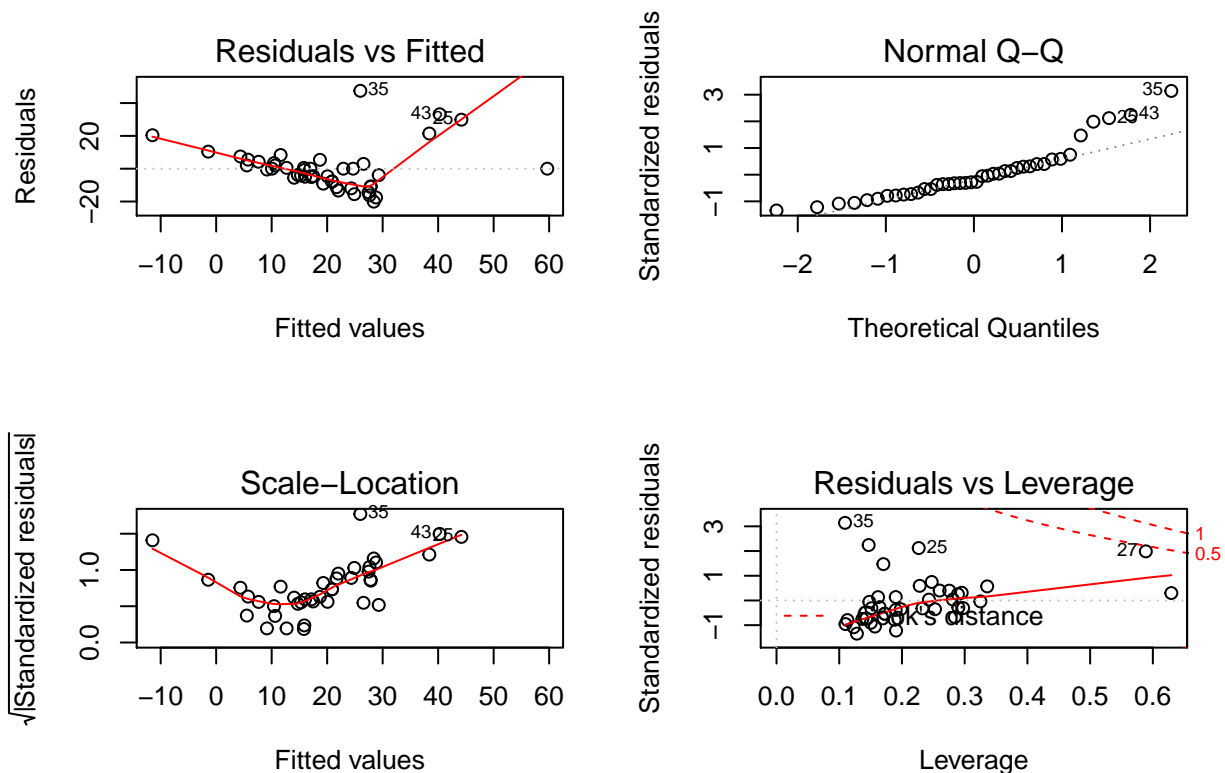 Residuals vs Fitted
Residuals
20
−20
35
43
25
−10 0 10 20 30 40 50 60
Fitted values
Normal Q−Q
Standardized residuals
3
1
−1
35
25
43
−2 −1 0 1 2
Theoretical Quantiles
Scale−Location
√|Standardized residuals|
1.0
0.0
35
43
25
−10 0 10 20 30 40 50 60
Fitted values
Residuals vs Leverage
Standardized residuals
3
1
−1
35
25
27
1
0.5
k's distance
0.0 0.1 0.2 0.3 0.4 0.5 0.6
Leverage